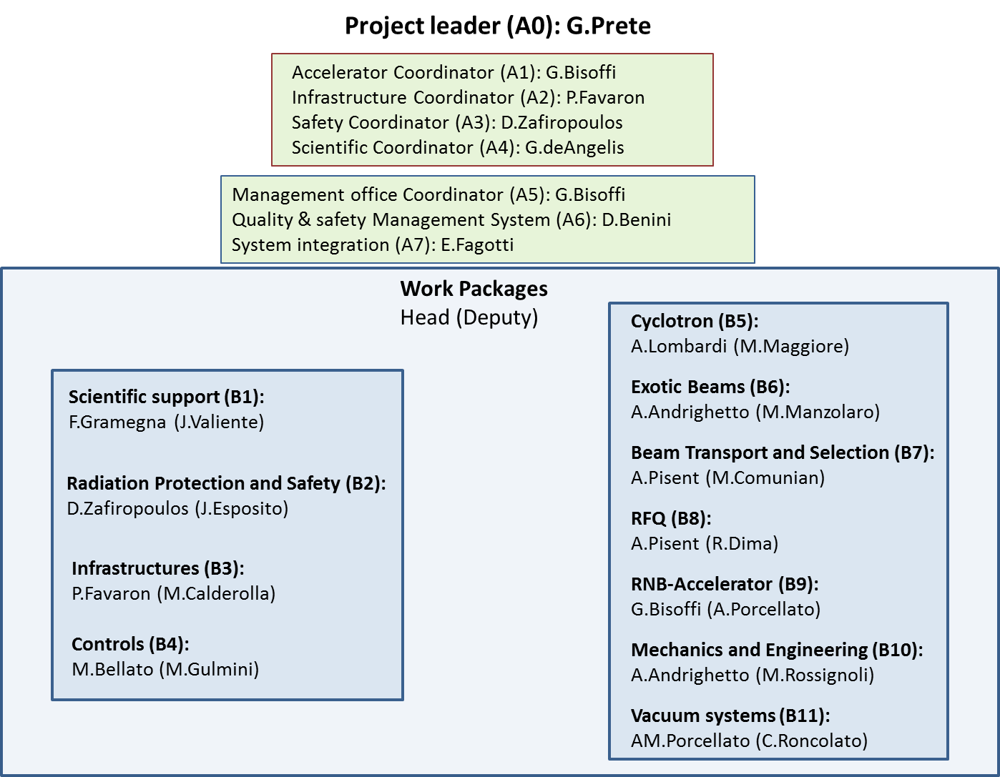 Project leader (A0): G.Prete
Accelerator Coordinator (A1): G.Bisoffi
Infrastructure Coordinator (A2): P.Favaron
Safety Coordinator (A3): D.Zafiropoulos
Scientific Coordinator (A4): G.deAngelis
Management office Coordinator (A5): G.Bisoffi
Quality & safety Management System (A6): D.Benini
System integration (A7): E.Fagotti
Work Packages
Head (Deputy)
Scientific support (B1):
F.Gramegna (J.Valiente)
Radiation Protection and Safety (B2):
D.Zafiropoulos (J.Esposito)
Infrastructures (B3):
P.Favaron (M.Calderolla)
Controls (B4):
M.Bellato (M.Gulmini)
Cyclotron (B5):
A.Lombardi (M.Maggiore)
Exotic Beams (B6):
A.Andrighetto (M.Manzolaro)
Beam Transport and Selection (B7):
A.Pisent (M.Comunian)
RFQ (B8):
A.Pisent (R.Dima)
RNB-Accelerator (B9):
G.Bisoffi (A.Porcellato)
Mechanics and Engineering (B10):
A.Andrighetto (M.Rossignoli)
Vacuum systems (B11):
AM.Porcellato (C.Roncolato)